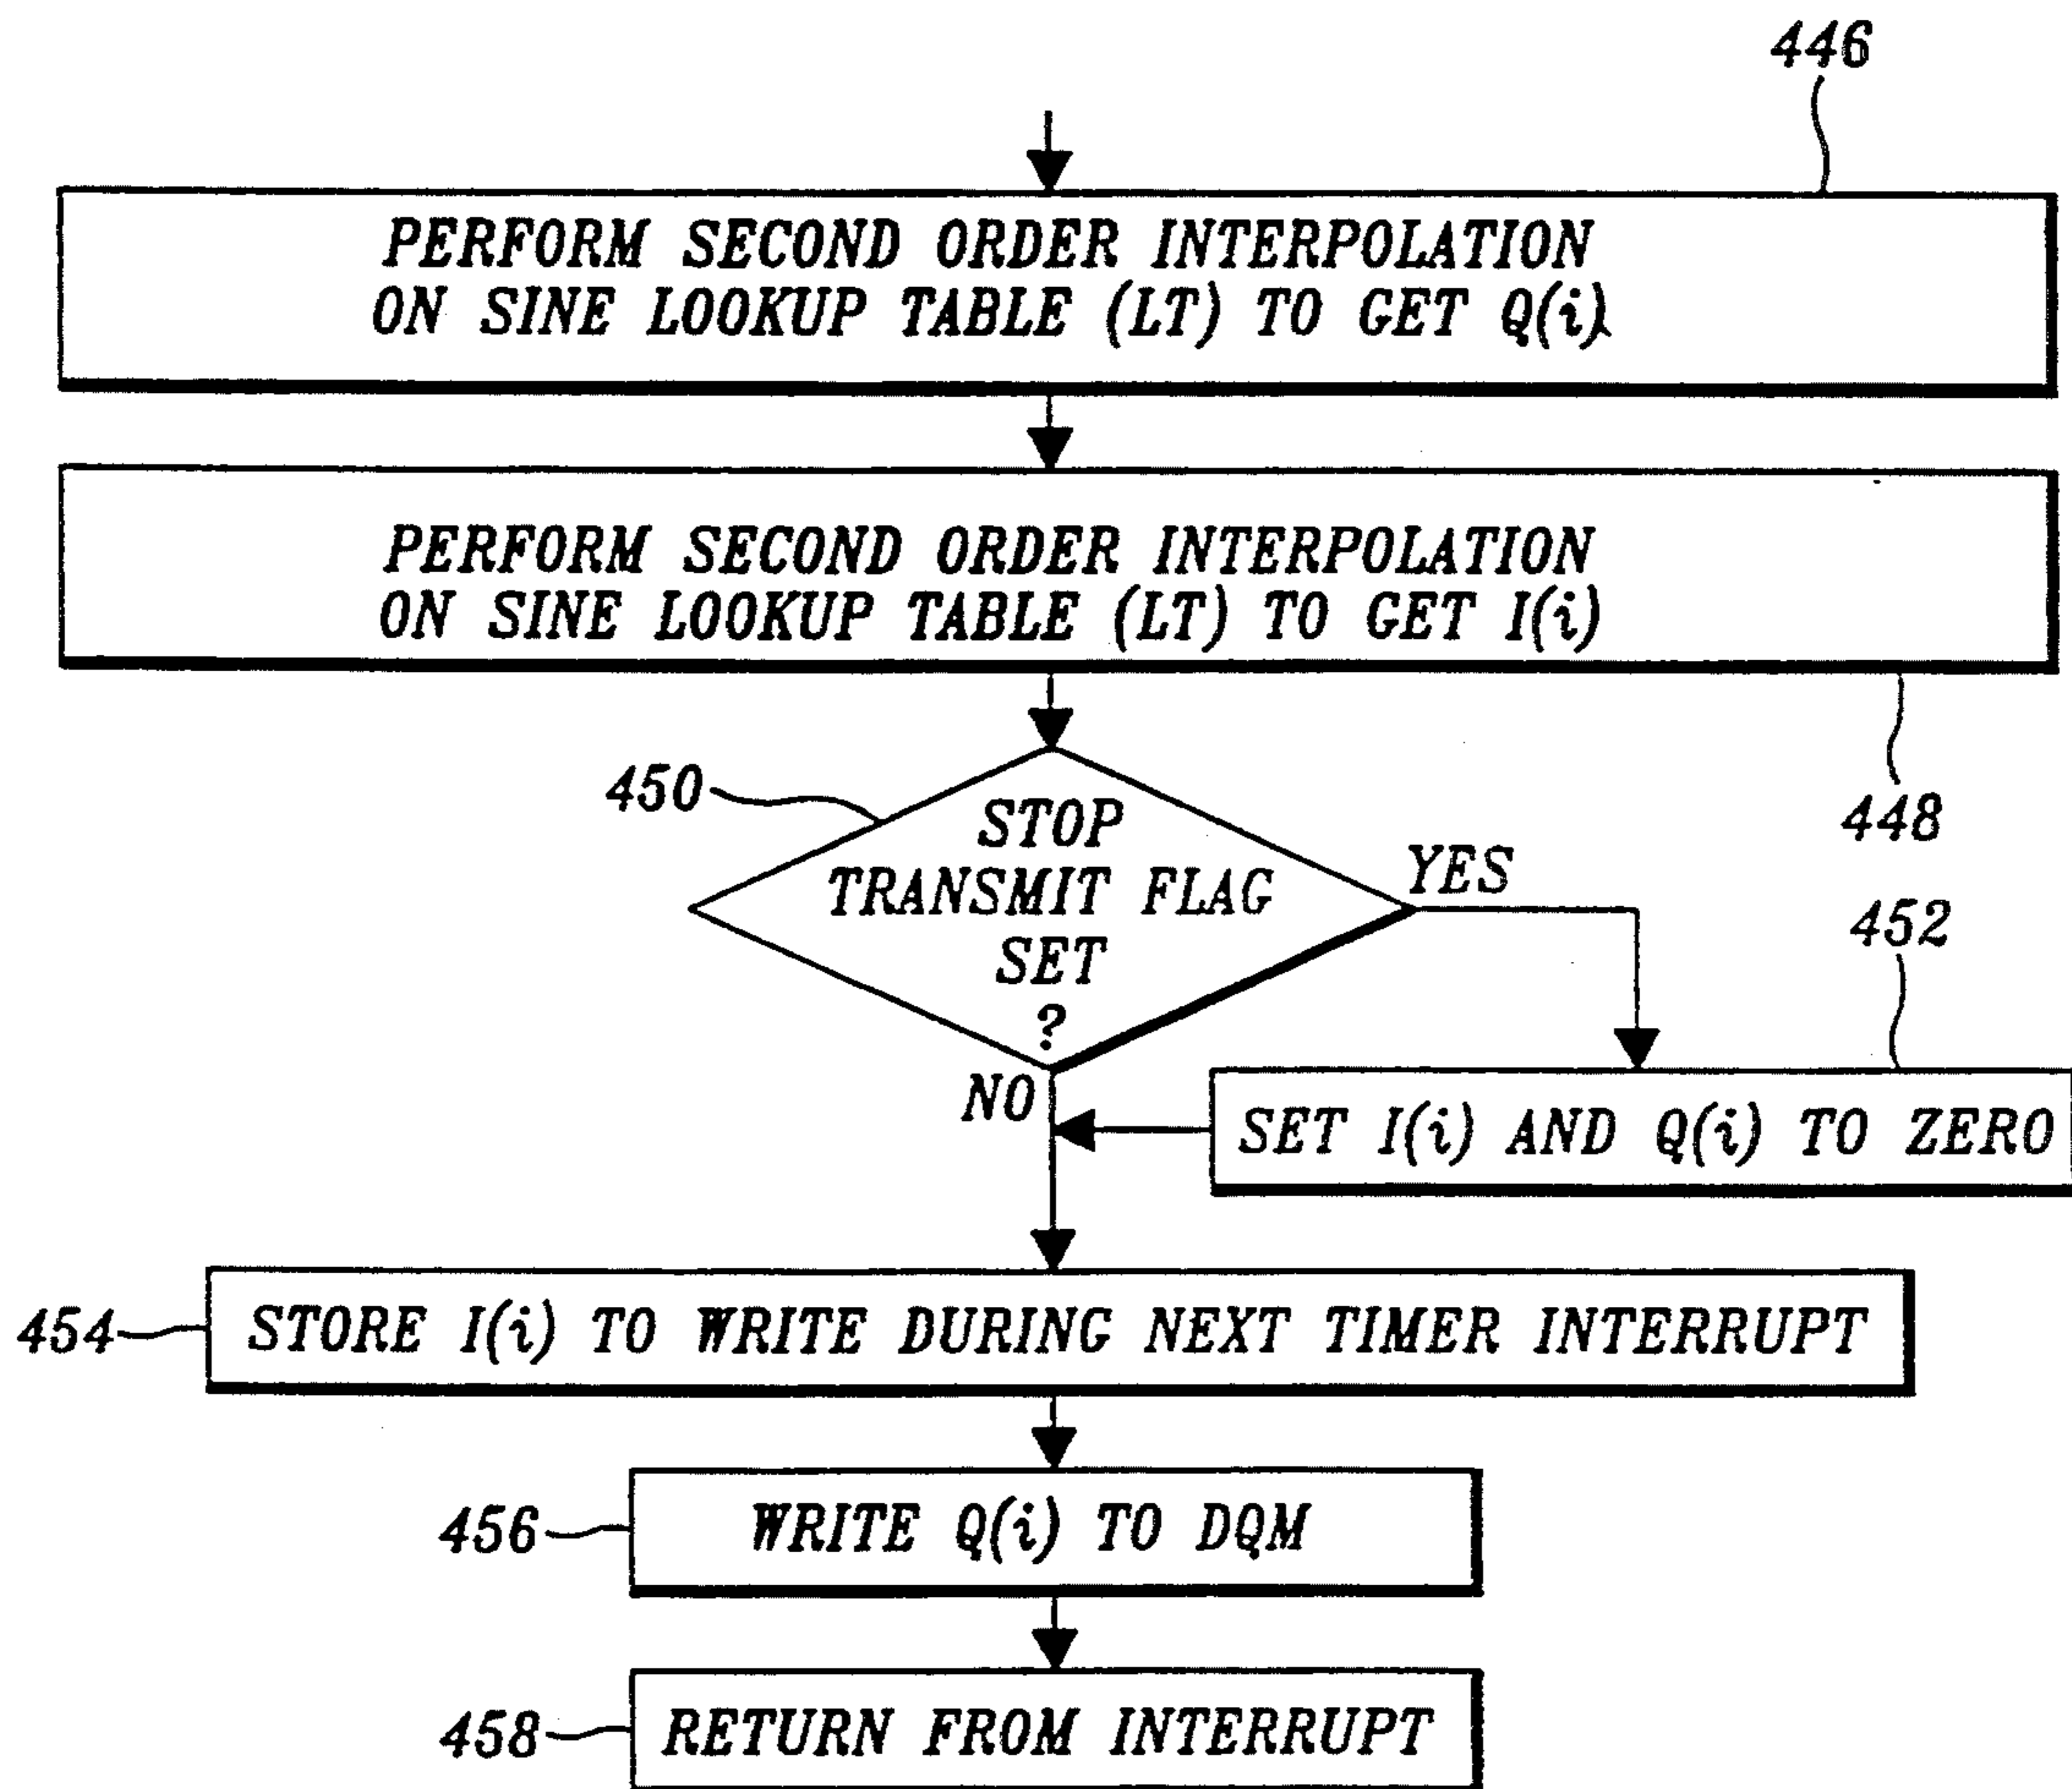 446
PERFORM SECOND ORDER INTERPOLATION
ON SINE LOOKUP TABLE (LT) TO GET Q(i)
PERFORM SECOND ORDER INTERPOLATION
ON SINE LOOKUP TABLE (LT) TO GET I(i)
448
450
STOP
TRANSMIT FLAG
SET
?
YES
452
NO
SET I(i) AND Q(i) TO ZERO
454
STORE I(i) TO WRITE DURING NEXT TIMER INTERRUPT
456
WRITE Q(i) TO DQM
458
RETURN FROM INTERRUPT